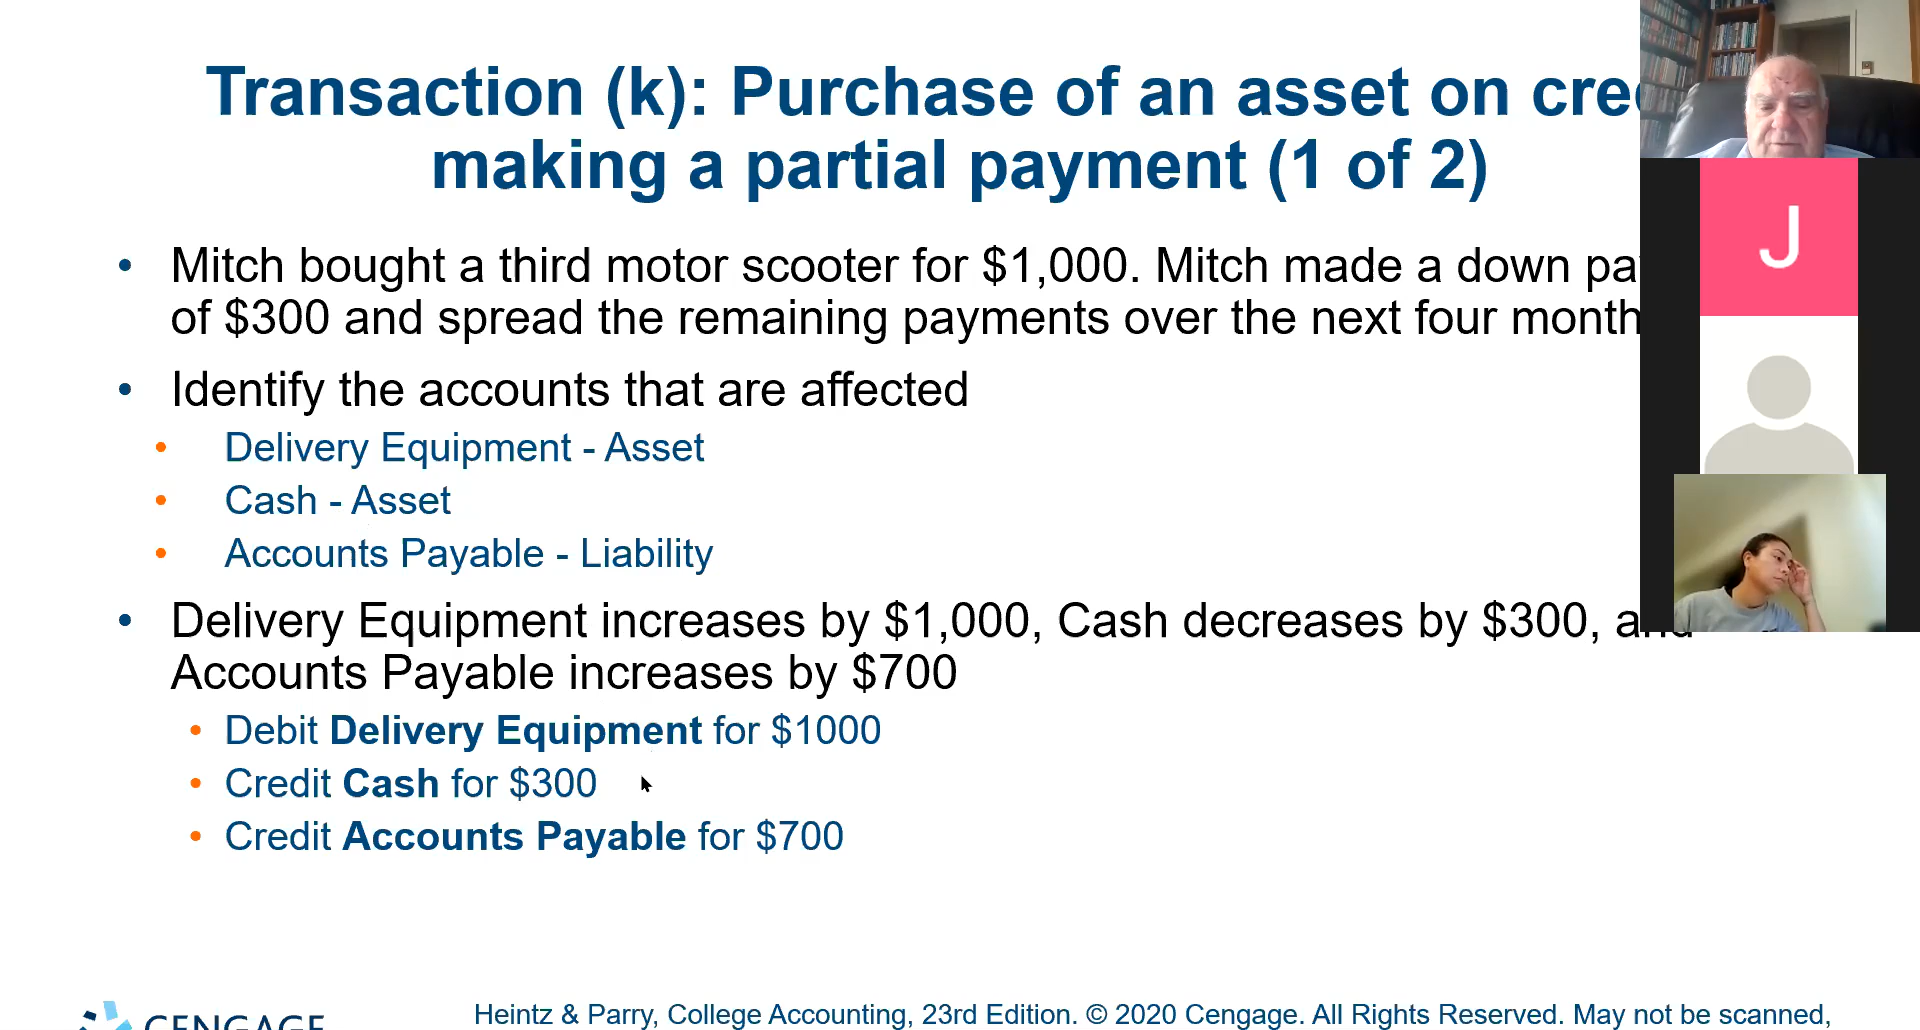 Transaction (k): Purchase of an asset on
making a partial payment (1 of 2)
Mitch bought a third motor scooter for $1,000. Mitch made a down
of $300 and spread the remaining payments over the next four month
• Identify the accounts that are affected
• Delivery Equipment - Asset
• Cash - Asset
• Accounts Payable - Liability
• Delivery Equipment increases by $1,000, Cash decreases by $300, and
Accounts Payable increases by $700
• Debit Delivery Equipment for $1000
• Credit Cash for $300
• Credit Accounts Payable for $700
J
CENGAGE
Heintz & Parry, College Accounting, 23rd Edition. © 2020 Cengage. All Rights Reserved. May not be scanned,